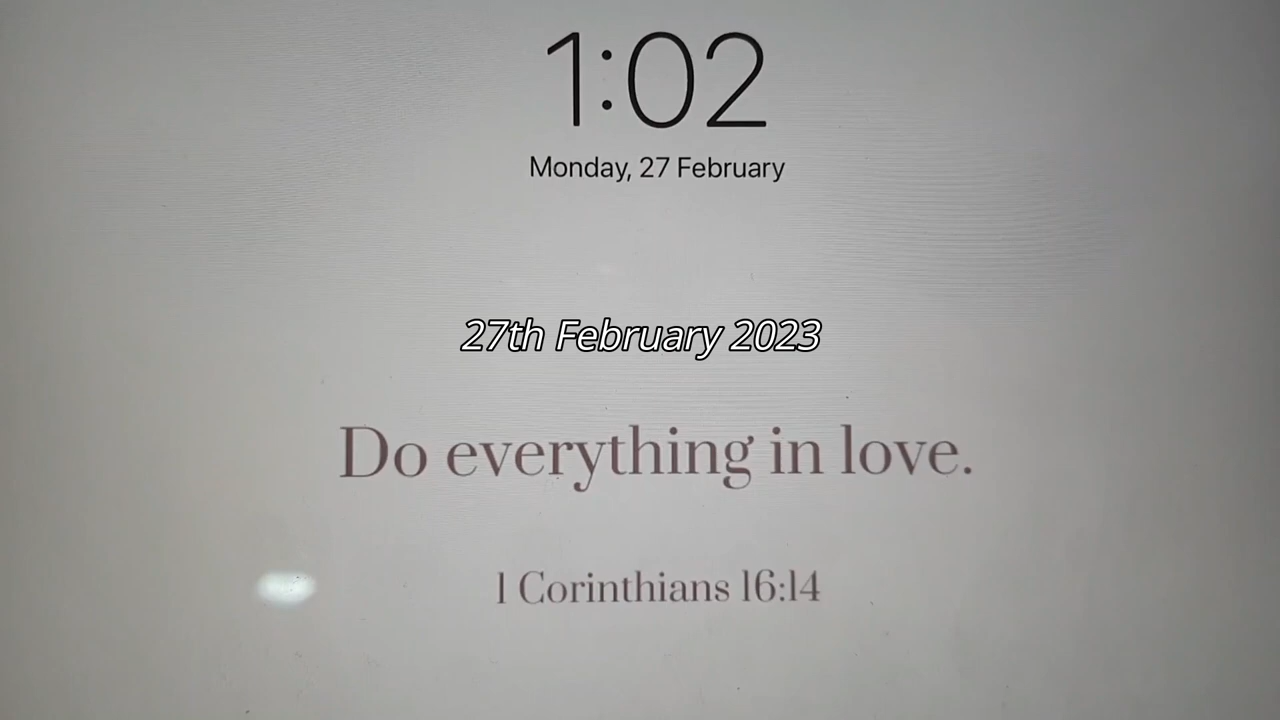 1:02
Monday, 27 February
27th February 2023
Do everything in love.
1 Corinthians 16:14